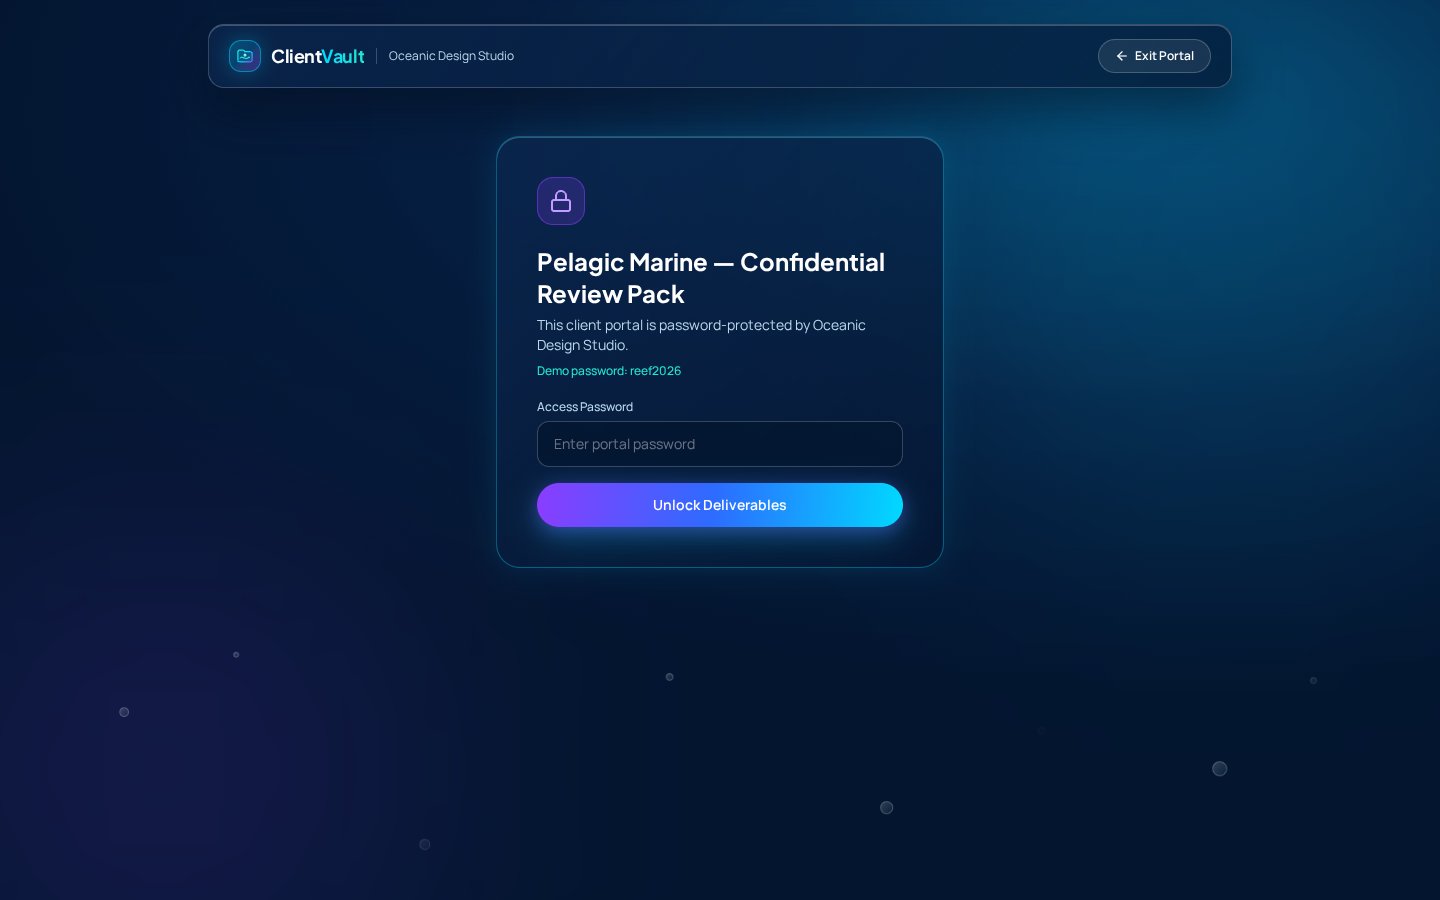 ClientVault
Oceanic Design Studio
Exit Portal
Pelagic Marine — Confidential
Review Pack
This client portal is password-protected by Oceanic
Design Studio.
Demo password: reef2026
Access Password
Enter portal password
Unlock Deliverables